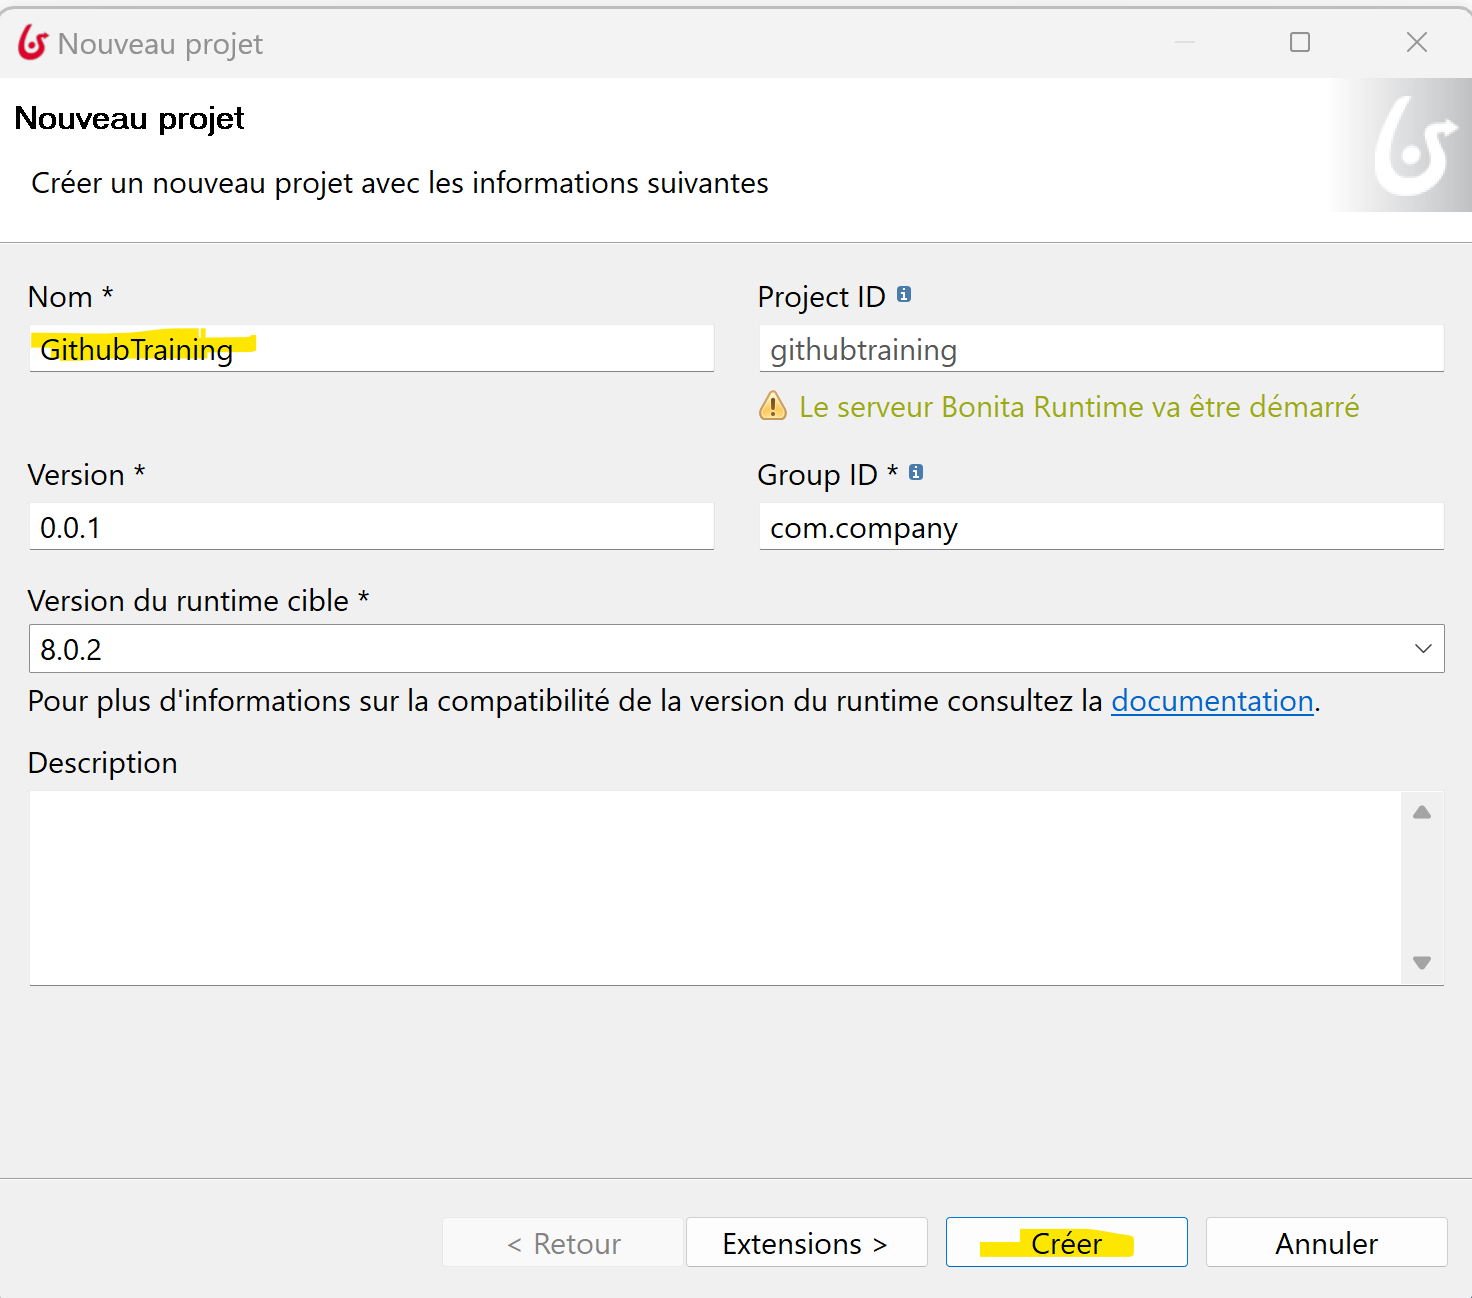 Nouveau projet
Nouveau projet
Créer un nouveau projet avec les informations suivantes
Nom *
Project ID
GithubTraining
githubtraining
Le serveur Bonita Runtime va être démarré
Version *
Group ID *
0.0.1
com.company
Version du runtime cible *
8.0.2
Pour plus d'informations sur la compatibilité de la version du runtime consultez la documentation.
Description
< Retour
Extensions >
Créer
Annuler